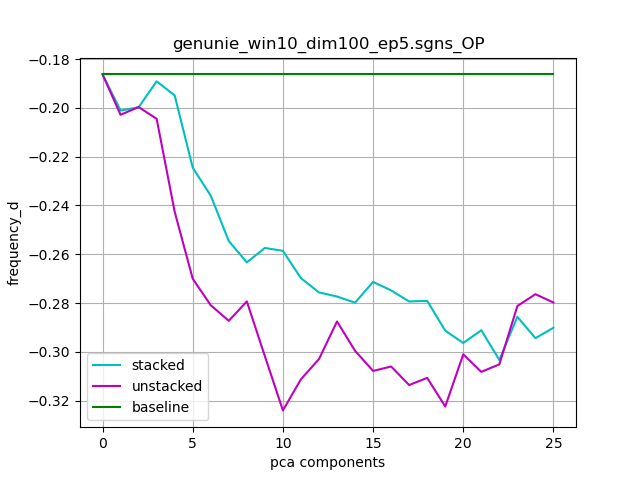 genunie_win10_dim100_ep5.sgns_OP
−0.18
−0.20
−0.22
−0.24
−0.26
−0.28
−0.30
−0.32
frequency_d
stacked
unstacked
baseline
0 5 10 15 20 25
pca components